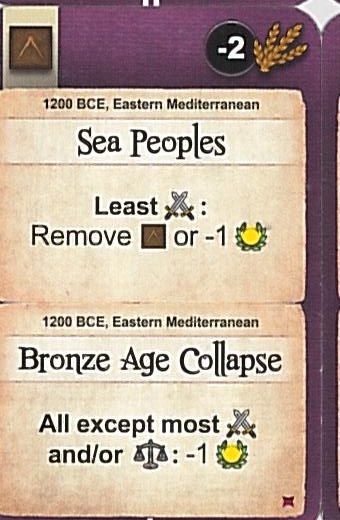 -2
1200 BCE, Eastern Mediterranean
Sea Peoples
Least :
Remove or -1
1200 BCE, Eastern Mediterranean
Bronze Age Collapse
All except most
and/or : -1